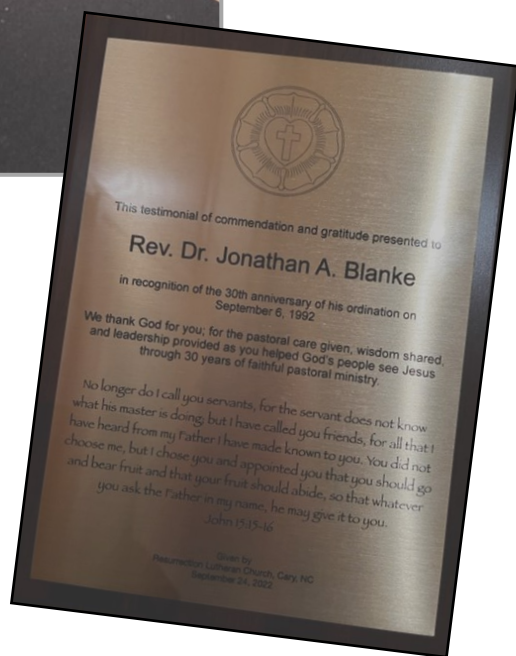 This testimonial of commendation and gratitude presented to
Rev. Dr. Jonathan A. Blanke
in recognition of the 30th anniversary of his ordination on
September 6, 1992
We thank God for you; for the pastoral care given, wisdom shared,
and leadership provided as you helped God's people see Jesus
through 30 years of faithful pastoral ministry.
No longer do I call you servants, for the servant does not know
what his master is doing; but I have called you friends, for all that I
have heard from my Father I have made known to you. You did not
choose me, but I chose you and appointed you that you should go
and bear fruit and that your fruit should abide, so that whatever
you ask the Father in my name, he may give it to you.
John 15:15-16
Given by
Resurrection Lutheran Church, Cary, NC
September 24, 2022